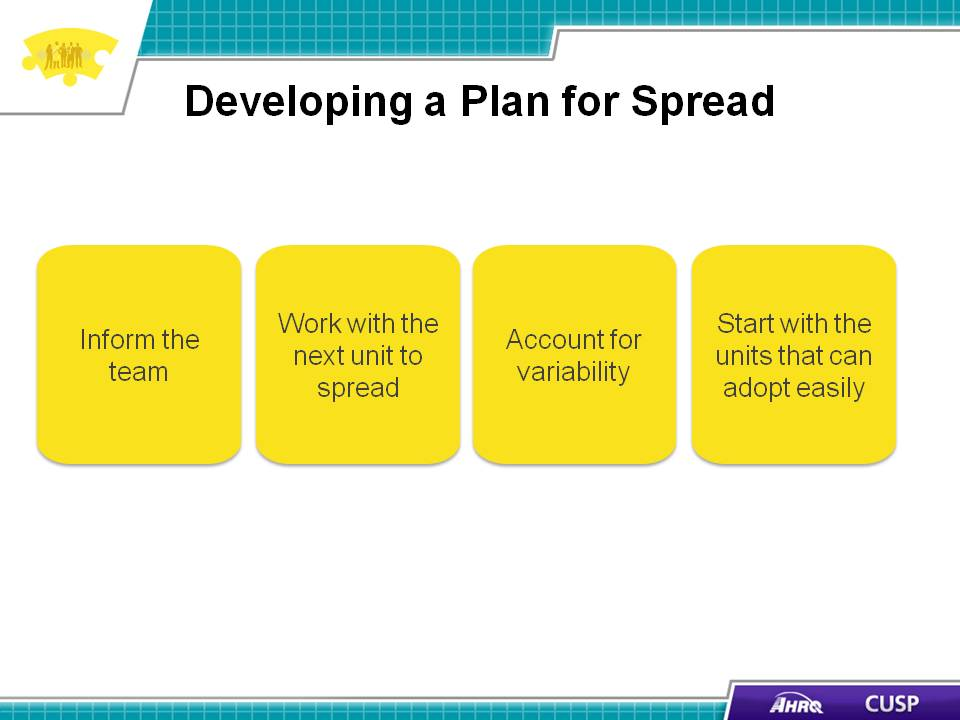 Developing a Plan for Spread
Inform the
team
Work with the
next unit to
spread
Account for
variability
Start with the
units that can
adopt easily
AHRQ
CUSP